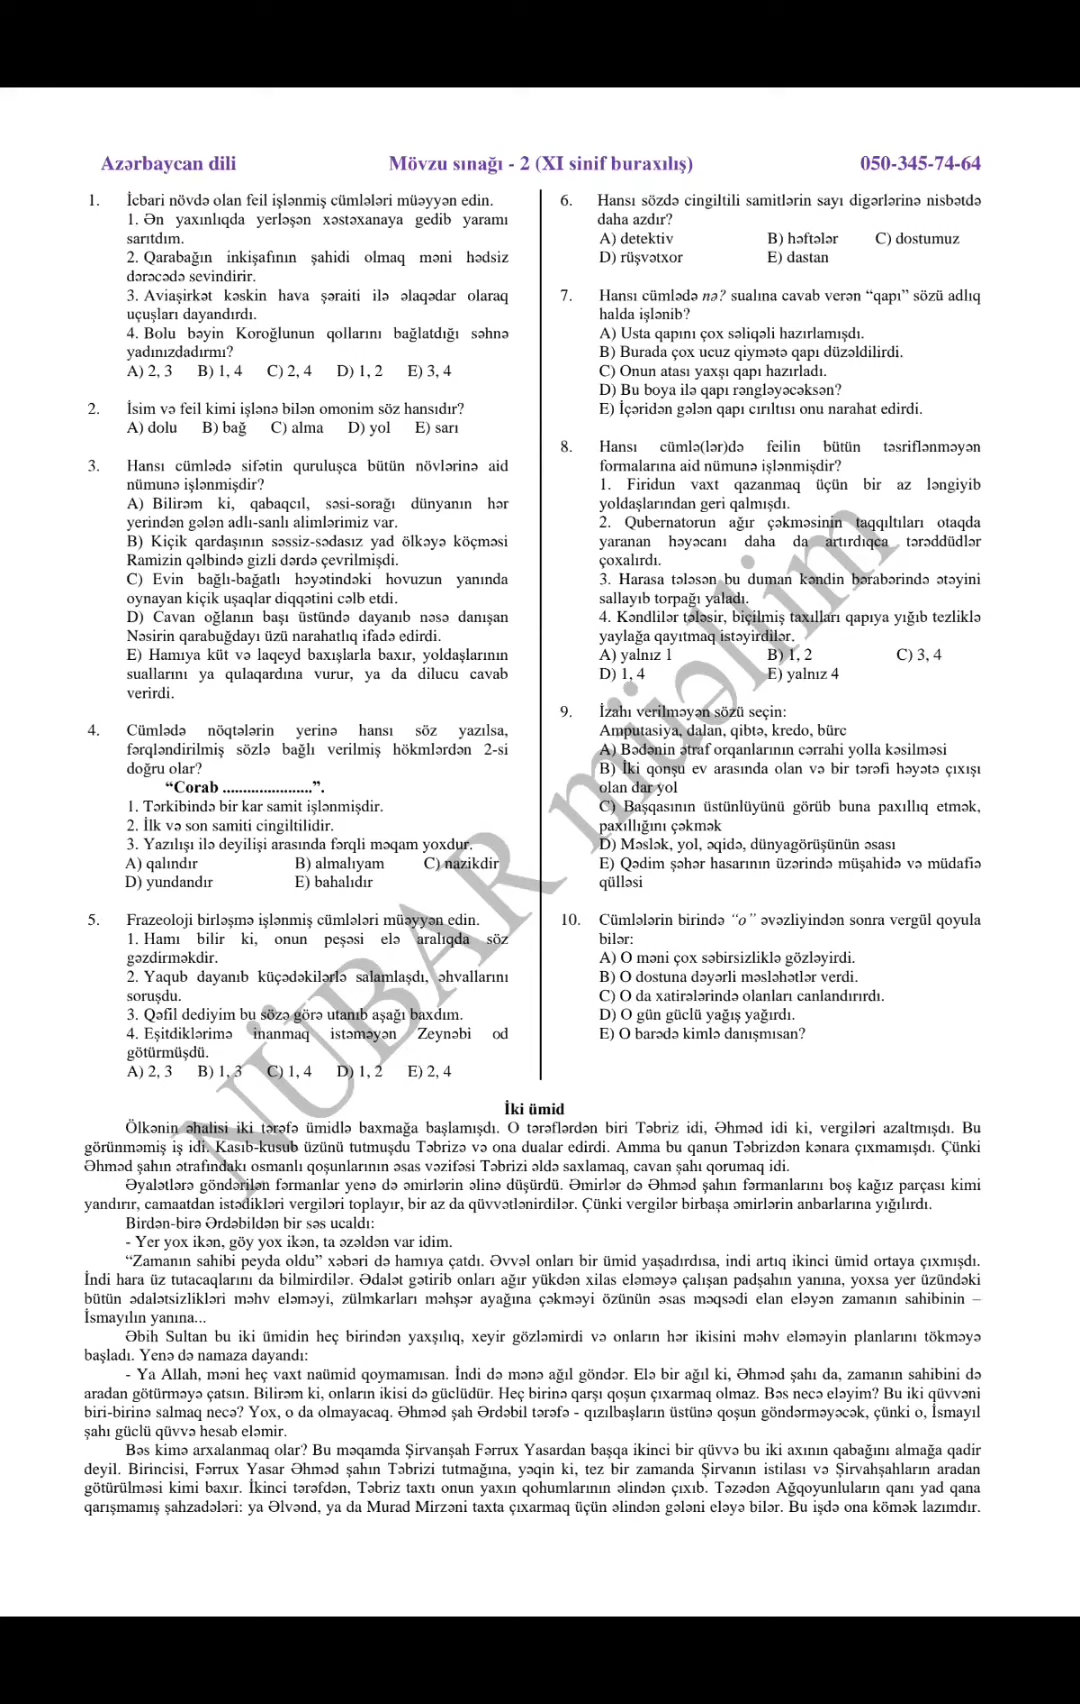 Azərbaycan dili
Mövzu sınağı - 2 (XI sinif buraxılış)
050-345-74-64
1. İcbari növdə olan feil işlənmiş cümlələri müəyyən edin.
1. Ən yaxınlıqda yerləşən xəstəxanaya gedib yaramı
sarıtdım.
2. Qarabağın inkişafının şahidi olmaq məni hədsiz
dərəcədə sevindirir.
3. Aviaşirkət kəskin hava şəraiti ilə əlaqədar olaraq
uçuşları dayandırdı.
4. Bolu bəyin Koroğlunun qollarını bağlatdığı səhnə
yadınızdadırmı?
A) 2, 3 B) 1, 4 C) 2, 4 D) 1, 2 E) 3, 4
2. İsim və feil kimi işlənə bilən omonim söz hansıdır?
A) dolu B) bağ C) alma D) yol E) sarı
3. Hansı cümlədə sifətin quruluşca bütün növlərinə aid
nümunə işlənmişdir?
A) Bilirəm ki, qabaqcıl, səsi-sorağı dünyanın hər
yerindən gələn adlı-sanlı alimlərimiz var.
B) Kiçik qardaşının səssiz-sədasız yad ölkəyə köçməsi
Ramizin qəlbində gizli dərdə çevrilmişdi.
C) Evin bağlı-bağatlı həyətindəki hovuzun yanında
oynayan kiçik uşaqlar diqqətini cəlb etdi.
D) Cavan oğlanın başı üstündə dayanıb nəsə danışan
Nəsirin qarabuğdayı üzü narahatlıq ifadə edirdi.
E) Hamıya küt və laqeyd baxışlarla baxır, yoldaşlarının
suallarını ya qulaqardına vurur, ya da dilucu cavab
verirdi.
4. Cümlədə nöqtələrin yerinə hansı söz yazılsa,
fərqləndirilmiş sözlə bağlı verilmiş hökmlərdən 2-si
doğru olar?
“Corab ......................”.
1. Tərkibində bir kar samit işlənmişdir.
2. İlk və son samiti cingiltilidir.
3. Yazılışı ilə deyilişi arasında fərqli məqam yoxdur.
A) qalındır B) almalıyam C) nazikdir
D) yundandır E) bahalıdır
5. Frazeoloji birləşmə işlənmiş cümlələri müəyyən edin.
1. Hamı bilir ki, onun peşəsi elə aralıqda söz
gəzdirməkdir.
2. Yaqub dayanıb küçədəkilərlə salamlaşdı, əhvallarını
soruşdu.
3. Qəfil dediyim bu sözə görə utanıb aşağı baxdım.
4. Eşitdiklərimə inanmaq istəməyən Zeynəbi od
götürmüşdü.
A) 2, 3 B) 1, 3 C) 1, 4 D) 1, 2 E) 2, 4
6. Hansı sözdə cingiltili samitlərin sayı digərlərinə nisbətdə
daha azdır?
A) detektiv B) həftələr C) dostumuz
D) rüşvətxor E) dastan
7. Hansı cümlədə nə? sualına cavab verən “qapı” sözü adlıq
halda işlənib?
A) Usta qapını çox səliqəli hazırlamışdı.
B) Burada çox ucuz qiymətə qapı düzəldilirdi.
C) Onun atası yaxşı qapı hazırladı.
D) Bu boya ilə qapı rəngləyəcəksən?
E) İçəridən gələn qapı cırıltısı onu narahat edirdi.
8. Hansı cümlə(lər)də feilin bütün təsriflənməyən
formalarına aid nümunə işlənmişdir?
1. Firidun vaxt qazanmaq üçün bir az ləngiyib
yoldaşlarından geri qalmışdı.
2. Qubernatorun ağır çəkməsinin taqqıltıları otaqda
yaranan həyəcanı daha da artırdıqca tərəddüdlər
çoxalırdı.
3. Harasa tələsən bu duman kəndin bərabərində ətəyini
sallayıb torpağı yaladı.
4. Kəndlilər tələsir, biçilmiş taxılları qapıya yığıb tezliklə
yaylağa qayıtmaq istəyirdilər.
A) yalnız 1 B) 1, 2 C) 3, 4
D) 1, 4 E) yalnız 4
9. İzahı verilməyən sözü seçin:
Amputasiya, dalan, qibtə, kredo, bürc
A) Bədənin ətraf orqanlarının cərrahi yolla kəsilməsi
B) İki qonşu ev arasında olan və bir tərəfi həyətə çıxışı
olan dar yol
C) Başqasının üstünlüyünü görüb buna paxıllıq etmək,
paxıllığını çəkmək
D) Məslək, yol, əqidə, dünyagörüşünün əsası
E) Qədim şəhər hasarının üzərində müşahidə və müdafiə
qülləsi
10. Cümlələrin birində “o” əvəzliyindən sonra vergül qoyula
bilər:
A) O məni çox səbirsizliklə gözləyirdi.
B) O dostuna dəyərli məsləhətlər verdi.
C) O da xatirələrində olanları canlandırırdı.
D) O gün güclü yağış yağırdı.
E) O barədə kimlə danışmısan?
İki ümid
Ölkənin əhalisi iki tərəfə ümidlə baxmağa başlamışdı. O tərəflərdən biri Təbriz idi, Əhməd idi ki, vergiləri azaltmışdı. Bu
görünməmiş iş idi. Kasıb-kusub üzünü tutmuşdu Təbrizə və ona dualar edirdi. Amma bu qanun Təbrizdən kənara çıxmamışdı. Çünki
Əhməd şahın ətrafındakı osmanlı qoşunlarının əsas vəzifəsi Təbrizi əldə saxlamaq, cavan şahı qorumaq idi.
Əyalətlərə göndərilən fərmanlar yenə də əmirlərin əlinə düşürdü. Əmirlər də Əhməd şahın fərmanlarını boş kağız parçası kimi
yandırır, camaatdan istədikləri vergiləri toplayır, bir az da qüvvətlənirdilər. Çünki vergilər birbaşa əmirlərin anbarlarına yığılırdı.
Birdən-birə Ərdəbildən bir səs ucaldı:
- Yer yox ikən, göy yox ikən, ta əzəldən var idim.
“Zamanın sahibi peyda oldu” xəbəri də hamıya çatdı. Əvvəl onları bir ümid yaşadırdısa, indi artıq ikinci ümid ortaya çıxmışdı.
İndi hara üz tutacaqlarını da bilmirdilər. Ədalət gətirib onları ağır yükdən xilas eləməyə çalışan padşahın yanına, yoxsa yer üzündəki
bütün ədalətsizlikləri məhv eləməyi, zülmkarları məhşər ayağına çəkməyi özünün əsas məqsədi elan eləyən zamanın sahibinin –
İsmayılın yanına...
Əbih Sultan bu iki ümidin heç birindən yaxşılıq, xeyir gözləmirdi və onların hər ikisini məhv eləməyin planlarını tökməyə
başladı. Yenə də namaza dayandı:
- Ya Allah, məni heç vaxt naümid qoymamısan. İndi də mənə ağıl göndər. Elə bir ağıl ki, Əhməd şahı da, zamanın sahibini də
aradan götürməyə çatsın. Bilirəm ki, onların ikisi də güclüdür. Heç birinə qarşı qoşun çıxarmaq olmaz. Bəs necə eləyim? Bu iki qüvvəni
biri-birinə salmaq necə? Yox, o da olmayacaq. Əhməd şah Ərdəbil tərəfə - qızılbaşların üstünə qoşun göndərməyəcək, çünki o, İsmayıl
şahı güclü qüvvə hesab eləmir.
Bəs kimə arxalanmaq olar? Bu məqamda Şirvanşah Fərrux Yasardan başqa ikinci bir qüvvə bu iki axının qabağını almağa qadir
deyil. Birincisi, Fərrux Yasar Əhməd şahın Təbrizi tutmağına, yəqin ki, tez bir zamanda Şirvanın istilası və Şirvahşahların aradan
götürülməsi kimi baxır. İkinci tərəfdən, Təbriz taxtı onun yaxın qohumlarının əlindən çıxıb. Təzədən Ağqoyunluların qanı yad qana
qarışmamış şahzadələri: ya Əlvənd, ya da Murad Mirzəni taxta çıxarmaq üçün əlindən gələni eləyə bilər. Bu işdə ona kömək lazımdır.
NÜBAR müəllim